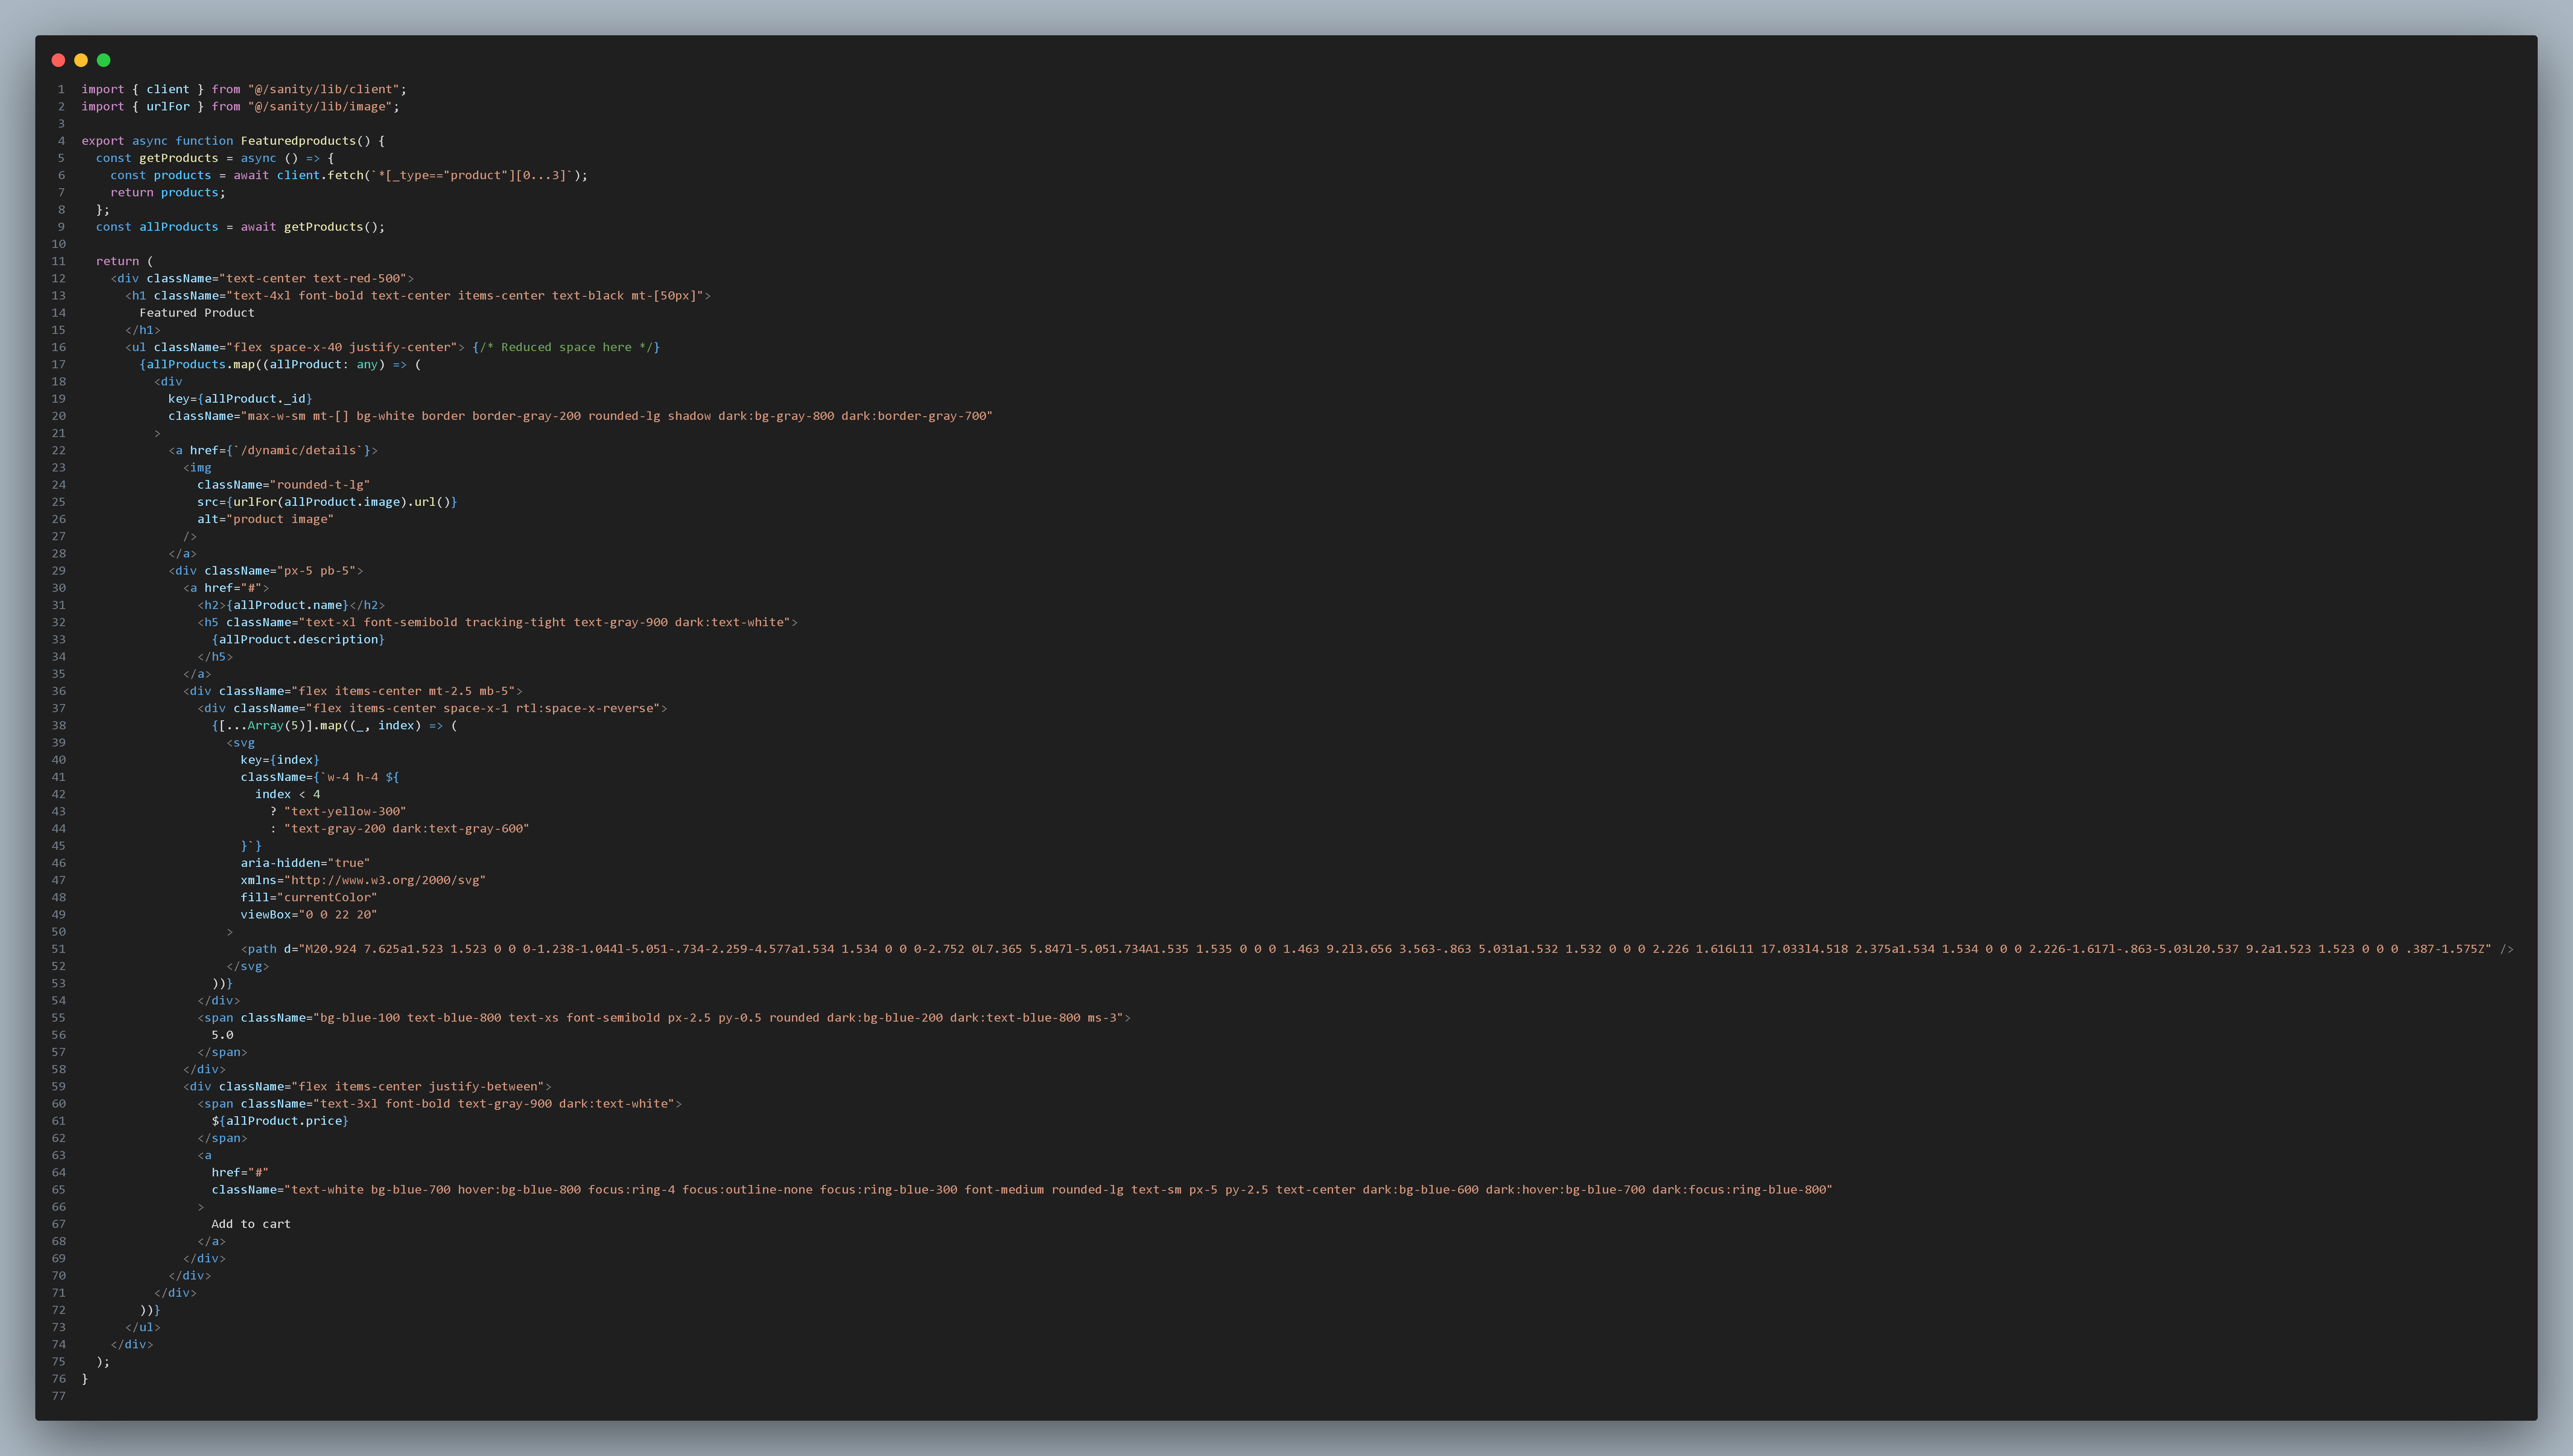 1 import { client } from "@/sanity/lib/client";
2 import { urlFor } from "@/sanity/lib/image";
3
4 export async function Featuredproducts() {
5   const getProducts = async () => {
6     const products = await client.fetch(`*[_type=="product"][0...3]`);
7     return products;
8   };
9   const allProducts = await getProducts();
10
11   return (
12     <div className="text-center text-red-500">
13       <h1 className="text-4xl font-bold text-center items-center text-black mt-[50px]">
14         Featured Product
15       </h1>
16       <ul className="flex space-x-40 justify-center"> {/* Reduced space here */}
17         {allProducts.map((allProduct: any) => (
18           <div
19             key={allProduct._id}
20             className="max-w-sm mt-[] bg-white border border-gray-200 rounded-lg shadow dark:bg-gray-800 dark:border-gray-700"
21           >
22             <a href={`/dynamic/details`}>
23               <img
24                 className="rounded-t-lg"
25                 src={urlFor(allProduct.image).url()}
26                 alt="product image"
27               />
28             </a>
29             <div className="px-5 pb-5">
30               <a href="#">
31                 <h2>{allProduct.name}</h2>
32                 <h5 className="text-xl font-semibold tracking-tight text-gray-900 dark:text-white">
33                   {allProduct.description}
34                 </h5>
35               </a>
36               <div className="flex items-center mt-2.5 mb-5">
37                 <div className="flex items-center space-x-1 rtl:space-x-reverse">
38                   {[...Array(5)].map((_, index) => (
39                     <svg
40                       key={index}
41                       className={`w-4 h-4 ${
42                         index < 4
43                           ? "text-yellow-300"
44                           : "text-gray-200 dark:text-gray-600"
45                       }`}
46                       aria-hidden="true"
47                       xmlns="http://www.w3.org/2000/svg"
48                       fill="currentColor"
49                       viewBox="0 0 22 20"
50                     >
51                       <path d="M20.924 7.625a1.523 1.523 0 0 0-1.238-1.044l-5.051-.734-2.259-4.577a1.534 1.534 0 0 0-2.752 0L7.365 5.847l-5.051.734A1.535 1.535 0 0 0 1.463 9.2l3.656 3.563-.863 5.031a1.532 1.532 0 0 0 2.226 1.616L11 17.033l4.518 2.375a1.534 1.534 0 0 0 2.226-1.617l-.863-5.03L20.537 9.2a1.523 1.523 0 0 0 .387-1.575Z" />
52                     </svg>
53                   ))}
54                 </div>
55                 <span className="bg-blue-100 text-blue-800 text-xs font-semibold px-2.5 py-0.5 rounded dark:bg-blue-200 dark:text-blue-800 ms-3">
56                   5.0
57                 </span>
58               </div>
59               <div className="flex items-center justify-between">
60                 <span className="text-3xl font-bold text-gray-900 dark:text-white">
61                   ${allProduct.price}
62                 </span>
63                 <a
64                   href="#"
65                   className="text-white bg-blue-700 hover:bg-blue-800 focus:ring-4 focus:outline-none focus:ring-blue-300 font-medium rounded-lg text-sm px-5 py-2.5 text-center dark:bg-blue-600 dark:hover:bg-blue-700 dark:focus:ring-blue-800"
66                 >
67                   Add to cart
68                 </a>
69               </div>
70             </div>
71           </div>
72         ))}
73       </ul>
74     </div>
75   );
76 }
77